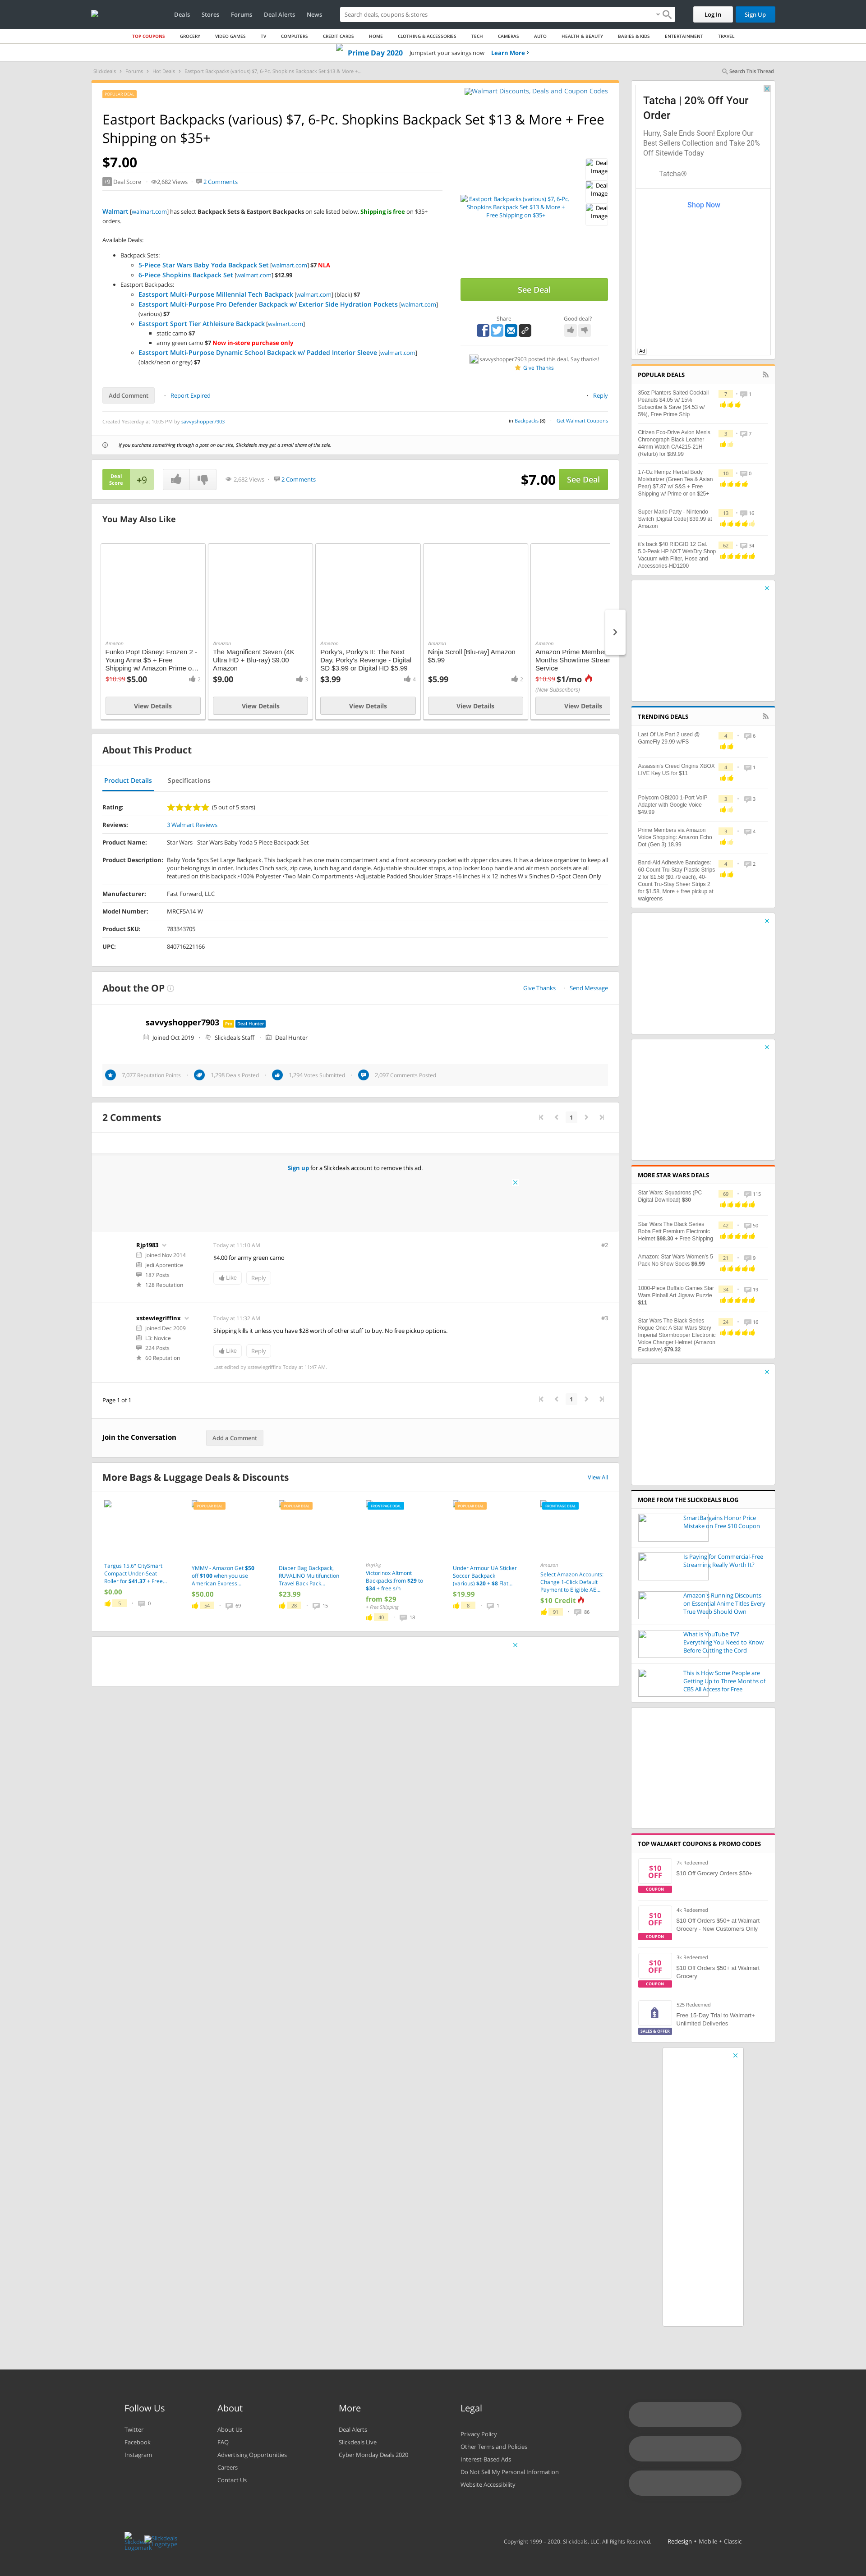 Deals Stores Forums Deal Alerts News
Search deals, coupons & stores
Log In Sign Up
TOP COUPONS GROCERY VIDEO GAMES TV COMPUTERS CREDIT CARDS HOME CLOTHING & ACCESSORIES TECH CAMERAS AUTO HEALTH & BEAUTY BABIES & KIDS ENTERTAINMENT TRAVEL
Prime Day 2020 Jumpstart your savings now Learn More
Slickdeals Forums Hot Deals Eastport Backpacks (various) $7, 6-Pc. Shopkins Backpack Set $13 & More +...
Search This Thread
POPULAR DEAL
Walmart Discounts, Deals and Coupon Codes
Eastport Backpacks (various) $7, 6-Pc. Shopkins Backpack Set $13 & More + Free
Shipping on $35+
$7.00
+9 Deal Score 2,682 Views 2 Comments
Walmart [walmart.com] has select Backpack Sets & Eastport Backpacks on sale listed below. Shipping is free on $35+
orders.
Available Deals:
Backpack Sets:
5-Piece Star Wars Baby Yoda Backpack Set [walmart.com] $7 NLA
6-Piece Shopkins Backpack Set [walmart.com] $12.99
Eastport Backpacks:
Eastsport Multi-Purpose Millennial Tech Backpack [walmart.com] (black) $7
Eastsport Multi-Purpose Pro Defender Backpack w/ Exterior Side Hydration Pockets [walmart.com]
(various) $7
Eastsport Sport Tier Athleisure Backpack [walmart.com]
static camo $7
army green camo $7 Now in-store purchase only
Eastsport Multi-Purpose Dynamic School Backpack w/ Padded Interior Sleeve [walmart.com]
(black/neon or grey) $7
Eastport Backpacks (various) $7, 6-Pc.
Shopkins Backpack Set $13 & More +
Free Shipping on $35+
Deal
Image
Deal
Image
Deal
Image
See Deal
Share Good deal?
savvyshopper7903 posted this deal. Say thanks!
Give Thanks
Add Comment Report Expired Reply
Created Yesterday at 10:05 PM by savvyshopper7903
in Backpacks (8) Get Walmart Coupons
If you purchase something through a post on our site, Slickdeals may get a small share of the sale.
Deal
Score
+9
2,682 Views 2 Comments
$7.00 See Deal
You May Also Like
Amazon
Funko Pop! Disney: Frozen 2 -
Young Anna $5 + Free
Shipping w/ Amazon Prime o...
$10.99 $5.00 2
View Details
Amazon
The Magnificent Seven (4K
Ultra HD + Blu-ray) $9.00
Amazon
$9.00 3
View Details
Amazon
Porky's, Porky's II: The Next
Day, Porky's Revenge - Digital
SD $3.99 or Digital HD $5.99
$3.99 4
View Details
Amazon
Ninja Scroll [Blu-ray] Amazon
$5.99
$5.99 2
View Details
Amazon
Amazon Prime Member
Months Showtime Strean
Service
$10.99 $1/mo
(New Subscribers)
View Details
About This Product
Product Details Specifications
Rating: (5 out of 5 stars)
Reviews: 3 Walmart Reviews
Product Name: Star Wars - Star Wars Baby Yoda 5 Piece Backpack Set
Product Description: Baby Yoda 5pcs Set Large Backpack. This backpack has one main compartment and a front accessory pocket with zipper closures. It has a deluxe organizer to keep all
your belongings in check. Includes Cinch sack, zip case, lunch bag and dangle. Adjustable shoulder straps, a top locker loop handle and air mesh pockets are all
featured on this backpack.•100% Polyester •Two Main Compartments •Adjustable Padded Shoulder Straps •16 inches H x 12 inches W x 5inches D •Spot Clean Only
Manufacturer: Fast Forward, LLC
Model Number: MRCF5A14-W
Product SKU: 783343705
UPC: 840716221166
About the OP
Give Thanks Send Message
savvyshopper7903 Pro Deal Hunter
Joined Oct 2019 Slickdeals Staff Deal Hunter
7,077 Reputation Points 1,298 Deals Posted 1,294 Votes Submitted 2,097 Comments Posted
2 Comments
1
Sign up for a Slickdeals account to remove this ad.
Rjp1983
Joined Nov 2014
Jedi Apprentice
187 Posts
128 Reputation
Today at 11:10 AM #2
$4.00 for army green camo
Like Reply
xstewiegriffinx
Joined Dec 2009
L3: Novice
224 Posts
60 Reputation
Today at 11:32 AM #3
Shipping kills it unless you have $28 worth of other stuff to buy. No free pickup options.
Like Reply
Last edited by xstewiegriffinx Today at 11:47 AM
Page 1 of 1
1
Join the Conversation Add a Comment
More Bags & Luggage Deals & Discounts
View All
Targus 15.6" CitySmart
Compact Under-Seat
Roller for $41.37 + Free...
$0.00
5 0
POPULAR DEAL
YMMV - Amazon Get $50
off $100 when you use
American Express...
$50.00
54 69
POPULAR DEAL
Diaper Bag Backpack,
RUVALINO Multifunction
Travel Back Pack...
$23.99
28 15
FRONTPAGE DEAL
BuyDig
Victorinox Altmont
Backpacks:from $29 to
$34 + free s/h
from $29
+ Free Shipping
40 18
POPULAR DEAL
Under Armour UA Sticker
Soccer Backpack
(various) $20 + $8 Flat...
$19.99
8 1
FRONTPAGE DEAL
Amazon
Select Amazon Accounts:
Change 1-Click Default
Payment to Eligible AE...
$10 Credit
91 86
Tatcha | 20% Off Your
Order
Hurry, Sale Ends Soon! Explore Our
Best Sellers Collection and Take 20%
Off Sitewide Today
Tatcha®
Shop Now
Ad
POPULAR DEALS
35oz Planters Salted Cocktail
Peanuts $4.05 w/ 15%
Subscribe & Save ($4.53 w/
5%), Free Prime Ship
7 1
Citizen Eco-Drive Avion Men's
Chronograph Black Leather
44mm Watch CA4215-21H
(Refurb) for $89.99
3 7
17-Oz Hempz Herbal Body
Moisturizer (Green Tea & Asian
Pear) $7.87 w/ S&S + Free
Shipping w/ Prime or on $25+
10 0
Super Mario Party - Nintendo
Switch [Digital Code] $39.99 at
Amazon
13 16
it's back $40 RIDGID 12 Gal.
5.0-Peak HP NXT Wet/Dry Shop
Vacuum with Filter, Hose and
Accessories-HD1200
62 34
TRENDING DEALS
Last Of Us Part 2 used @
GameFly 29.99 w/FS
4 6
Assassin's Creed Origins XBOX
LIVE Key US for $11
4 1
Polycom OBi200 1-Port VoIP
Adapter with Google Voice
$49.99
3 3
Prime Members via Amazon
Voice Shopping: Amazon Echo
Dot (Gen 3) 18.99
3 4
Band-Aid Adhesive Bandages:
60-Count Tru-Stay Plastic Strips
2 for $1.58 ($0.79 each), 40-
Count Tru-Stay Sheer Strips 2
for $1.58, More + free pickup at
walgreens
4 2
MORE STAR WARS DEALS
Star Wars: Squadrons (PC
Digital Download) $30
69 115
Star Wars The Black Series
Boba Fett Premium Electronic
Helmet $98.30 + Free Shipping
42 50
Amazon: Star Wars Women's 5
Pack No Show Socks $6.99
21 9
1000-Piece Buffalo Games Star
Wars Pinball Art Jigsaw Puzzle
$11
34 19
Star Wars The Black Series
Rogue One: A Star Wars Story
Imperial Stormtrooper Electronic
Voice Changer Helmet (Amazon
Exclusive) $79.32
24 16
MORE FROM THE SLICKDEALS BLOG
SmartBargains Honor Price
Mistake on Free $10 Coupon
Is Paying for Commercial-Free
Streaming Really Worth It?
Amazon's Running Discounts
on Essential Anime Titles Every
True Weeb Should Own
What is YouTube TV?
Everything You Need to Know
Before Cutting the Cord
This is How Some People are
Getting Up to Three Months of
CBS All Access for Free
TOP WALMART COUPONS & PROMO CODES
$10
OFF
COUPON
7k Redeemed
$10 Off Grocery Orders $50+
$10
OFF
COUPON
4k Redeemed
$10 Off Orders $50+ at Walmart
Grocery - New Customers Only
$10
OFF
COUPON
3k Redeemed
$10 Off Orders $50+ at Walmart
Grocery
SALES & OFFER
525 Redeemed
Free 15-Day Trial to Walmart+
Unlimited Deliveries
Follow Us
Twitter
Facebook
Instagram
About
About Us
FAQ
Advertising Opportunities
Careers
Contact Us
More
Deal Alerts
Slickdeals Live
Cyber Monday Deals 2020
Legal
Privacy Policy
Other Terms and Policies
Interest-Based Ads
Do Not Sell My Personal Information
Website Accessibility
Copyright 1999 - 2020. Slickdeals, LLC. All Rights Reserved. Redesign • Mobile • Classic